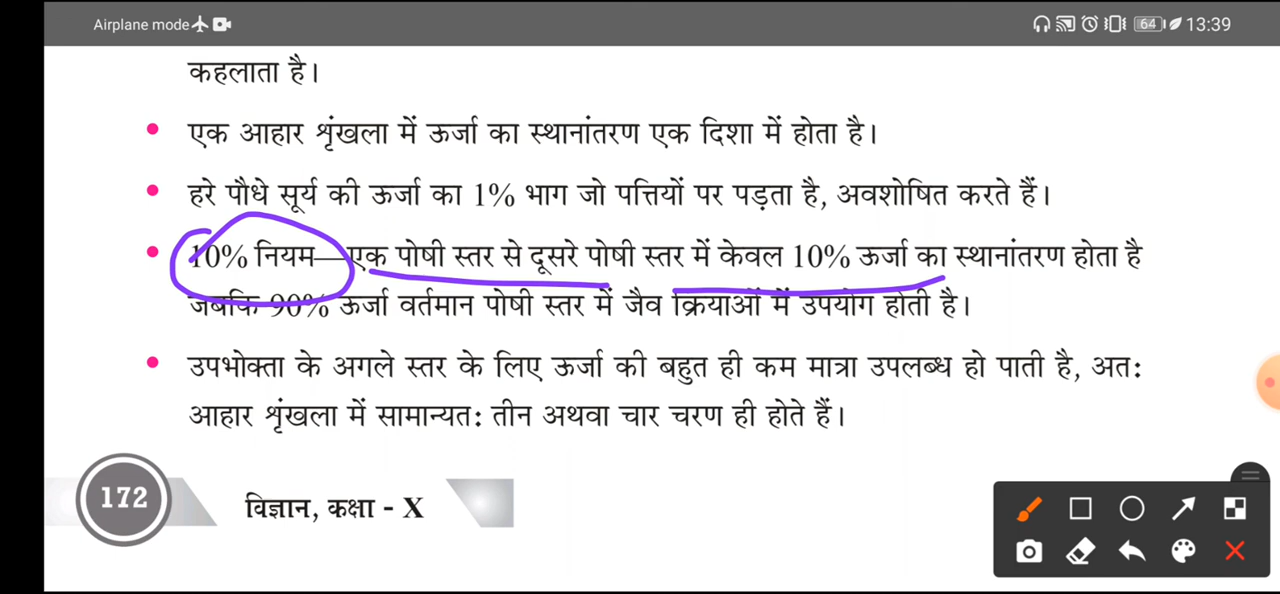 Airplane mode
64 13:39
कहलाता है।
• एक आहार शृंखला में ऊर्जा का स्थानांतरण एक दिशा में होता है।
• हरे पौधे सूर्य की ऊर्जा का 1% भाग जो पत्तियों पर पड़ता है, अवशोषित करते हैं।
• 10% नियम—एक पोषी स्तर से दूसरे पोषी स्तर में केवल 10% ऊर्जा का स्थानांतरण होता है
जबकि 90% ऊर्जा वर्तमान पोषी स्तर में जैव क्रियाओं में उपयोग होती है।
• उपभोक्ता के अगले स्तर के लिए ऊर्जा की बहुत ही कम मात्रा उपलब्ध हो पाती है, अतः
आहार शृंखला में सामान्यतः तीन अथवा चार चरण ही होते हैं।
172 विज्ञान, कक्षा - X